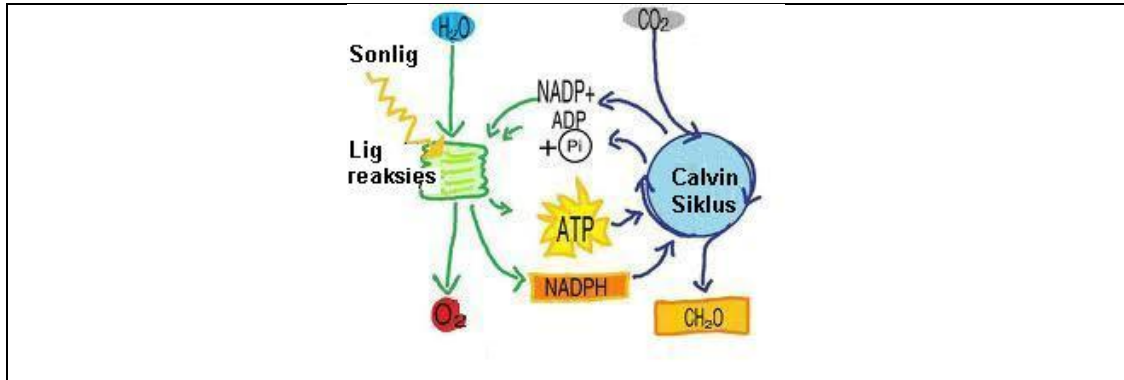 H₂O
CO₂
Sonlig
NADP+
ADP
+ Pi
Lig
reaksies
Calvin
Siklus
ATP
NADPH
O₂
CH₂O